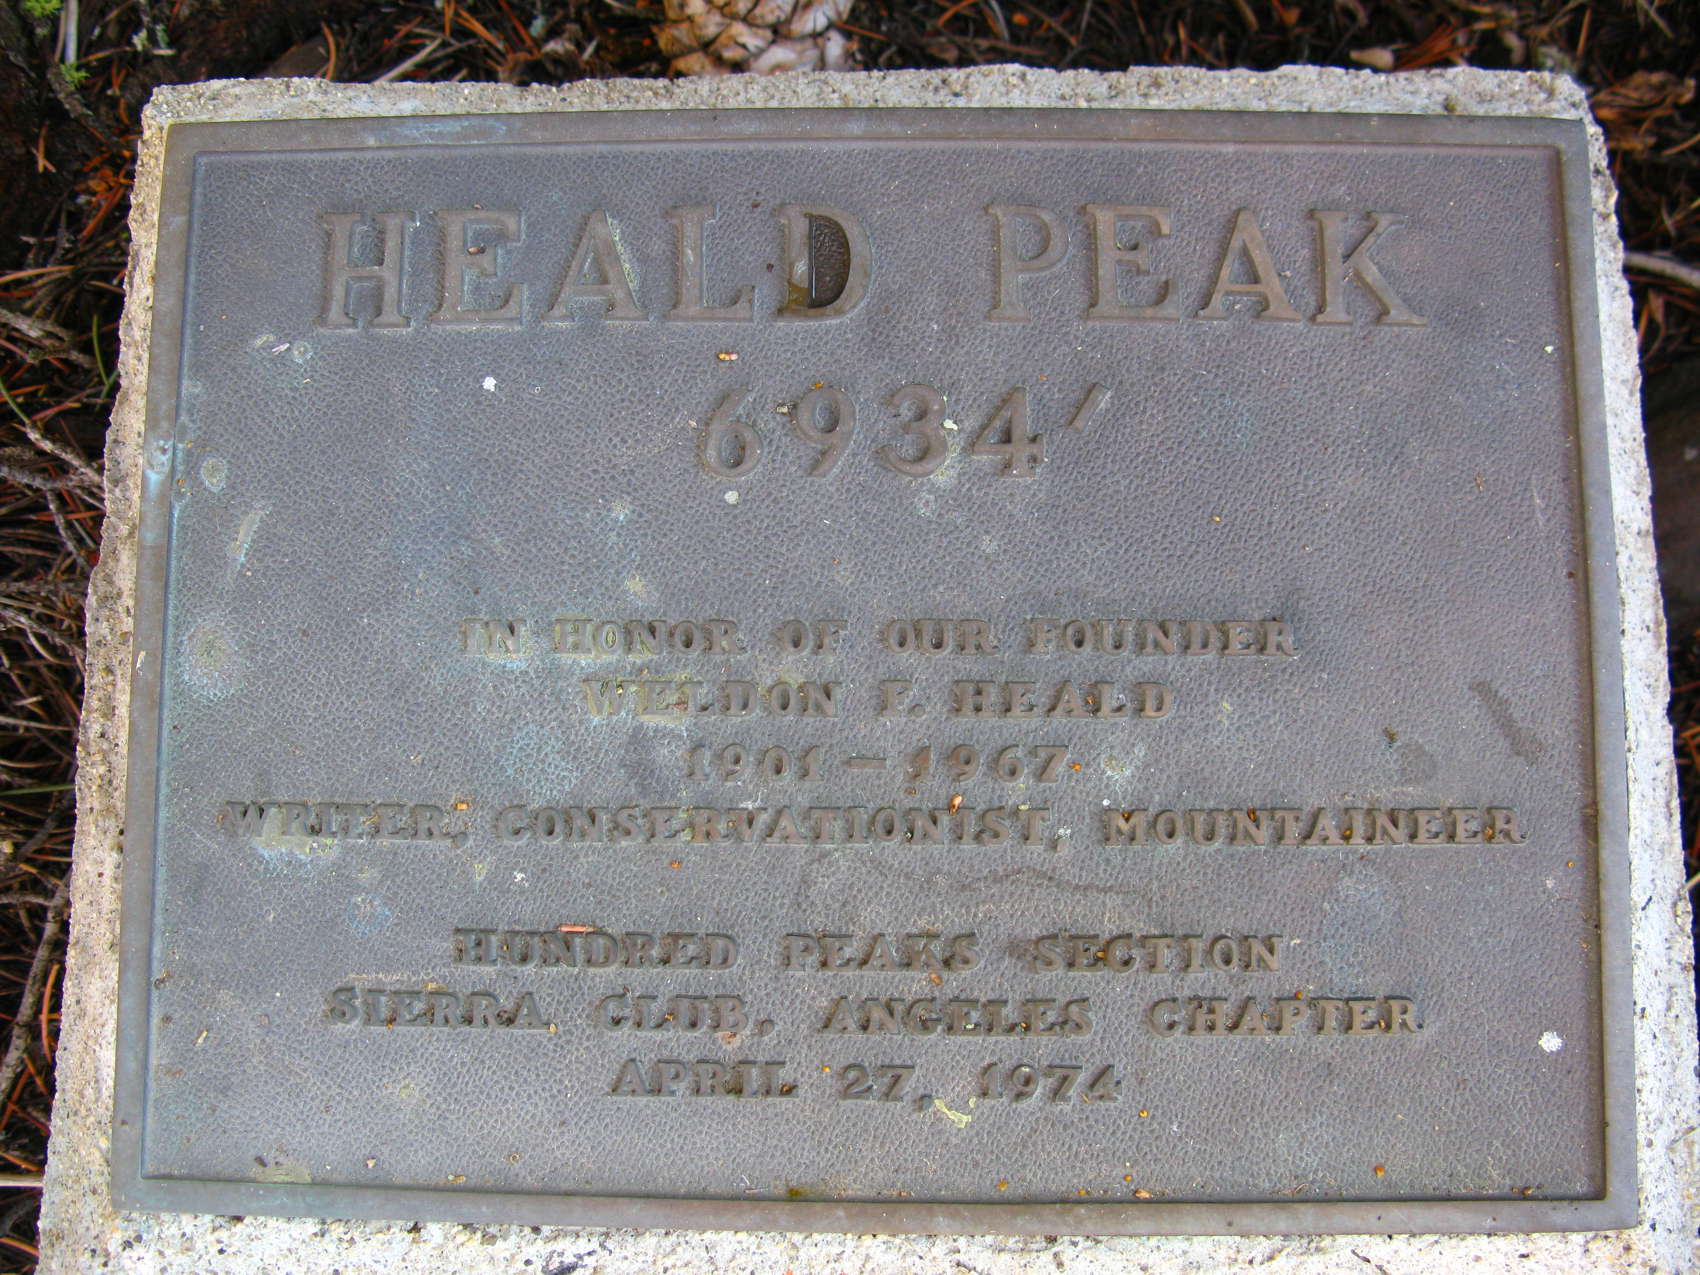 HEALD PEAK
6934'
IN HONOR OF OUR FOUNDER
WELDON F. HEALD
1901 – 1967
WRITER, CONSERVATIONIST, MOUNTAINEER
HUNDRED PEAKS SECTION
SIERRA CLUB, ANGELES CHAPTER
APRIL 27, 1974